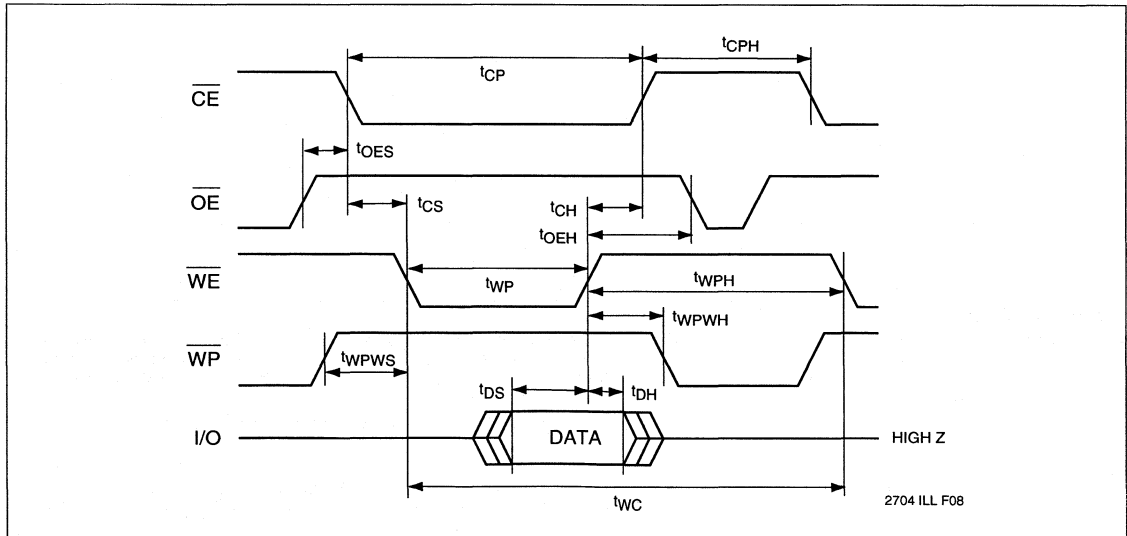 tCPH
tCP
CE
tOES
OE
tCS
tCH
tOEH
WE
tWP
tWPH
tWPWH
WP
tWPWS
tDS
tDH
I/O
DATA
HIGH Z
tWC
2704 ILL F08